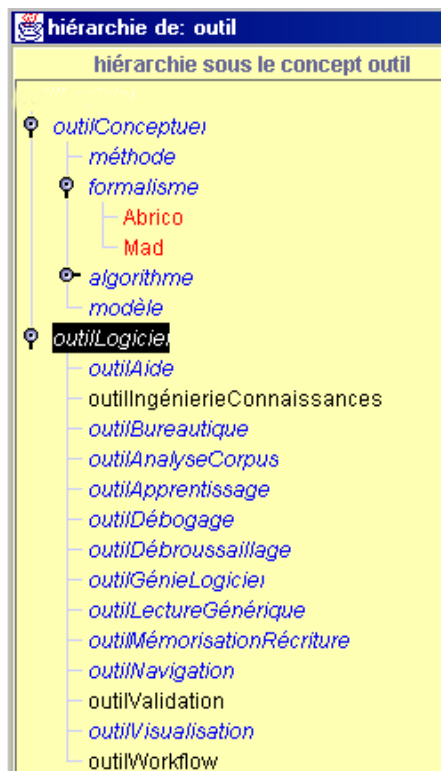 hiérarchie de: outil
hiérarchie sous le concept outil
outilConceptuel
méthode
formalisme
Abrico
Mad
algorithme
modèle
outilLogiciel
outilAide
outilIngénierieConnaissances
outilBureautique
outilAnalyseCorpus
outilApprentissage
outilDébogage
outilDébroussaillage
outilGénieLogiciel
outilLectureGénérique
outilMémorisationRécriture
outilNavigation
outilValidation
outilVisualisation
outilWorkflow